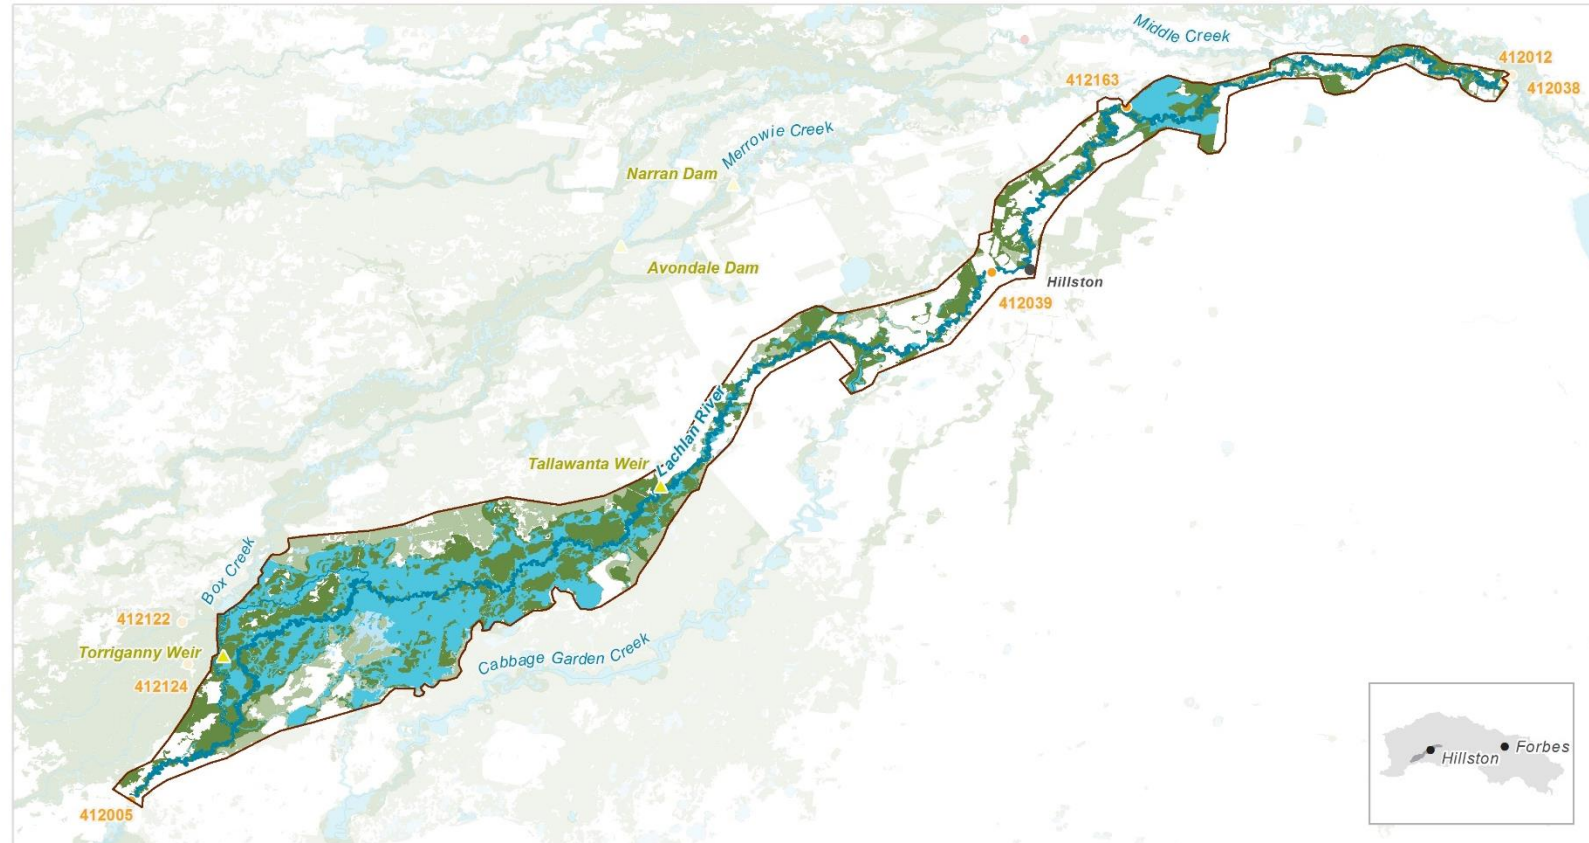 Middle Creek
412012
412163
412038
Merrowie Creek
Narran Dam
Avondale Dam
Hillston
412039
Lachlan River
Tallawanta Weir
Box Creek
412122
Cabbage Garden Creek
Torriganny Weir
412124
Forbes
Hillston
412005